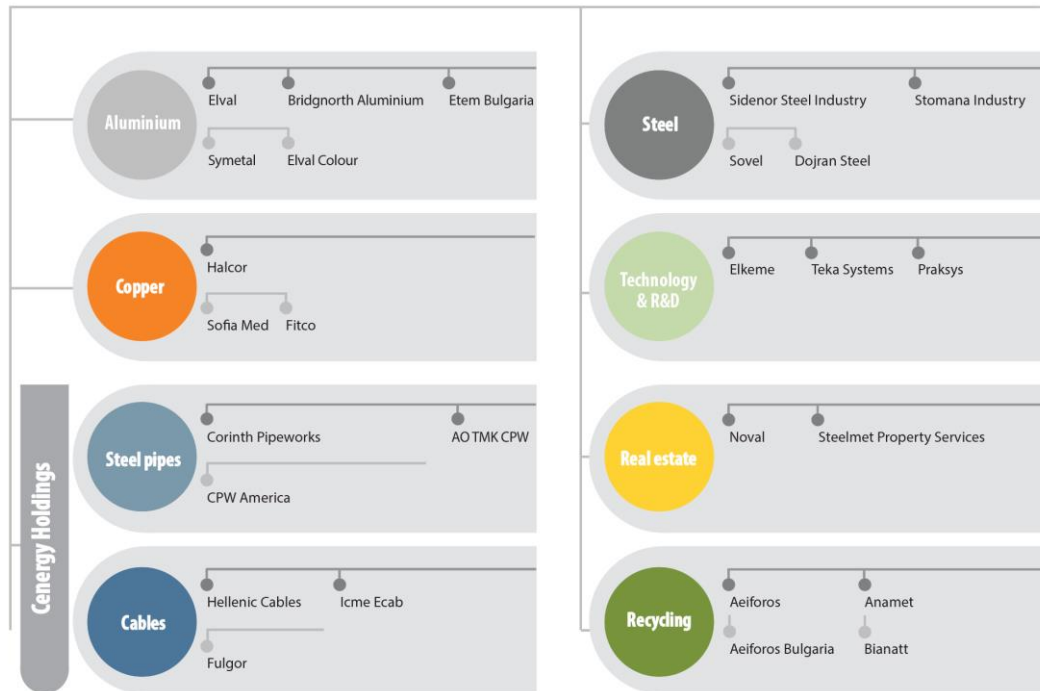 Aluminium
Elval
Bridgnorth Aluminium
Etem Bulgaria
Symetal
Elval Colour
Copper
Halcor
Sofia Med
Fitco
Cenergy Holdings
Steel pipes
Corinth Pipeworks
AO TMK CPW
CPW America
Cables
Hellenic Cables
Icme Ecab
Fulgor
Steel
Sidenor Steel Industry
Stomana Industry
Sovel
Dojran Steel
Technology
& R&D
Elkeme
Teka Systems
Praksys
Real estate
Noval
Steelmet Property Services
Recycling
Aeiforos
Anamet
Aeiforos Bulgaria
Bianatt